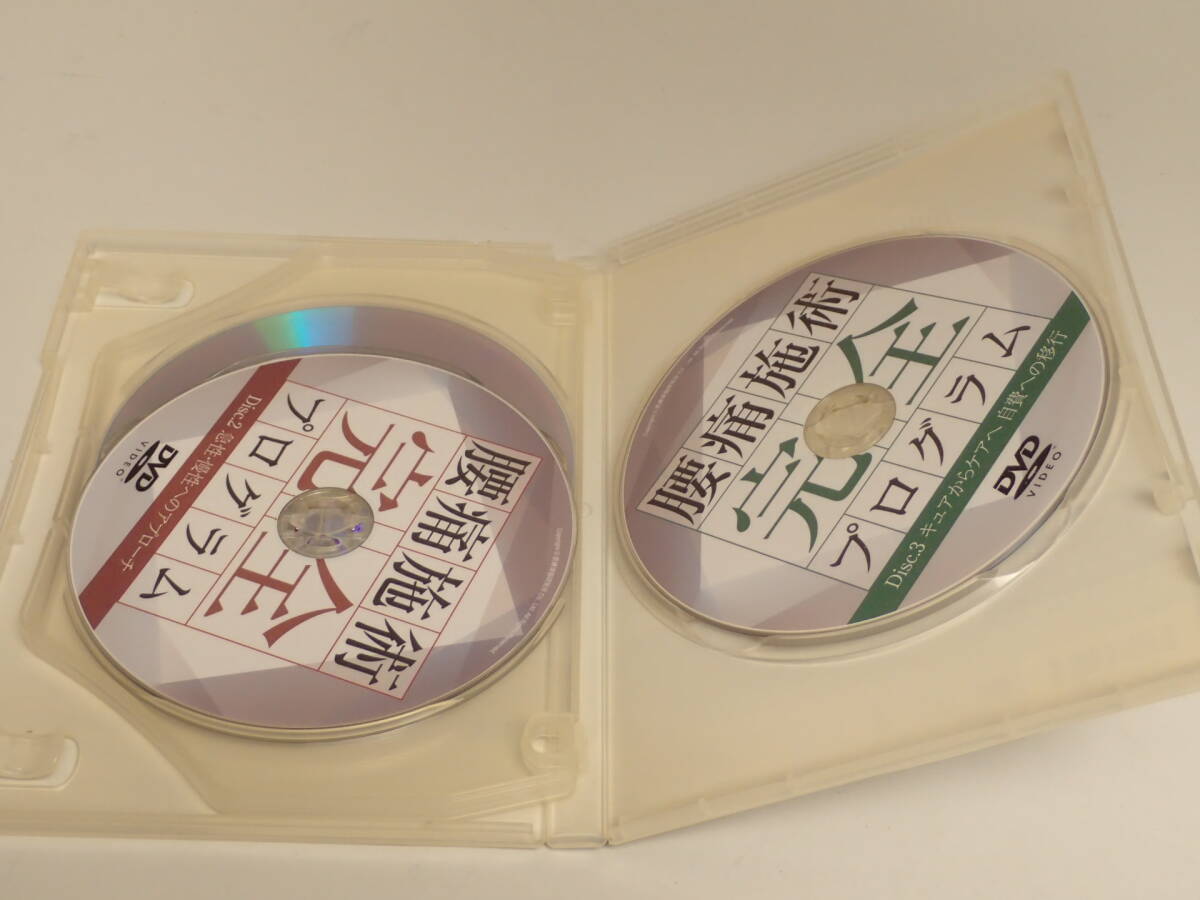 腰痛施術
完全
プログラム
Disc.2 急性・慢性へのアプローチ
DVD
VIDEO
腰痛施術
完全
プログラム
Disc.3 キュアからケアへ 自費への移行
DVD
VIDEO